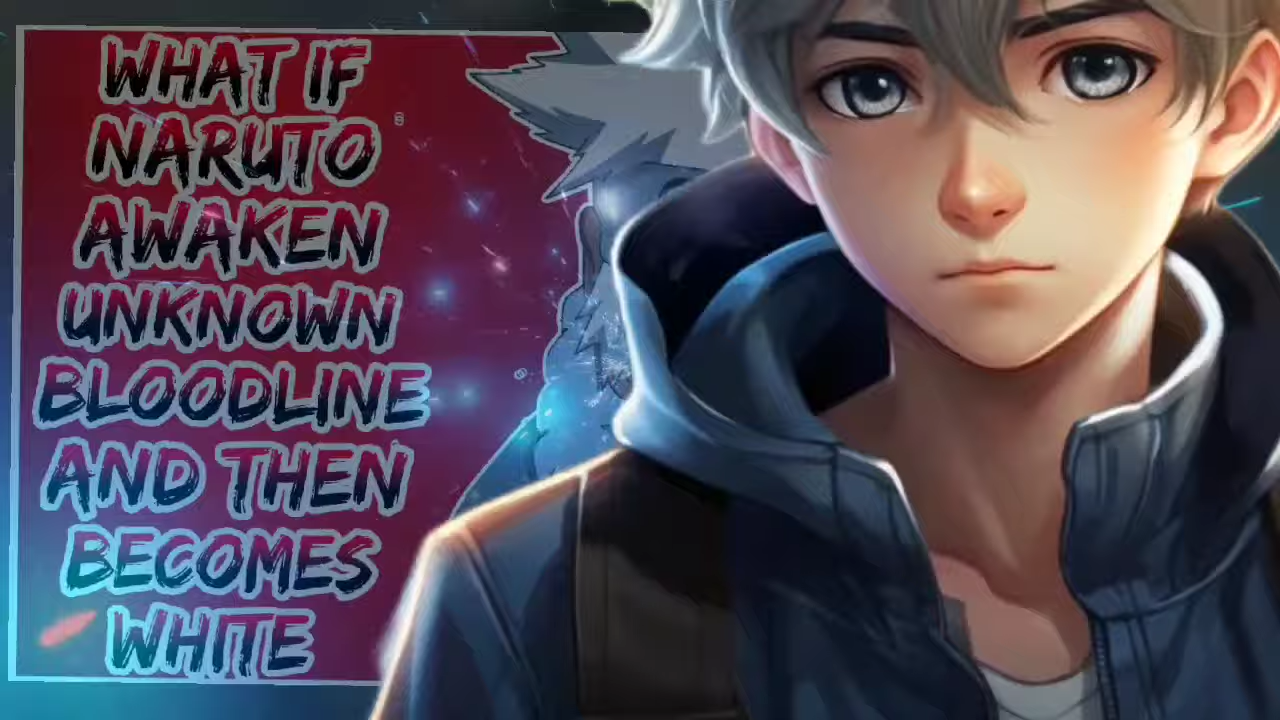 WHAT IF
NARUTO
AWAKEN
UNKNOWN
BLOODLINE
AND THEN
BECOMES
WHITE